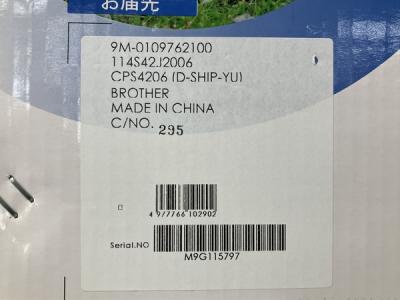 お届先
9M-0109762100
114S42J2006
CPS4206 (D-SHIP-YU)
BROTHER
MADE IN CHINA
C/NO. 295
4 977766 102902
Serial.NO
M9G115797